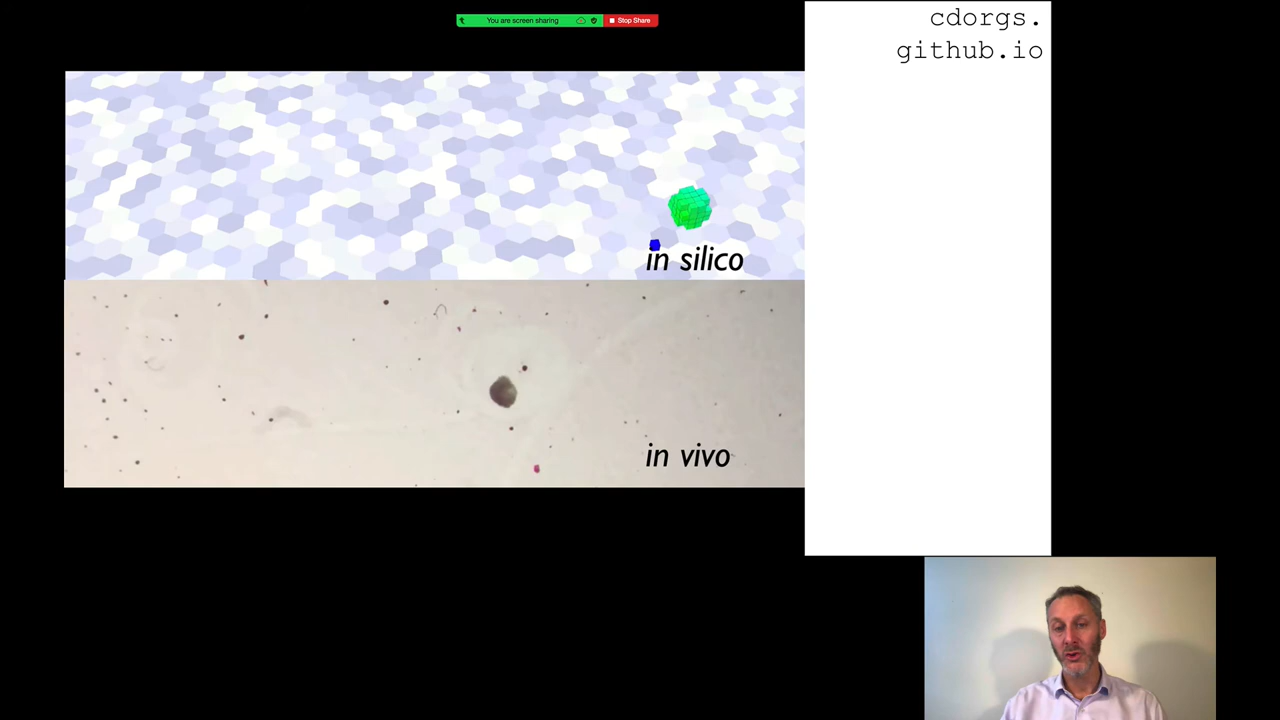 You are screen sharing
Stop Share
cdorgs.
github.io
in silico
in vivo